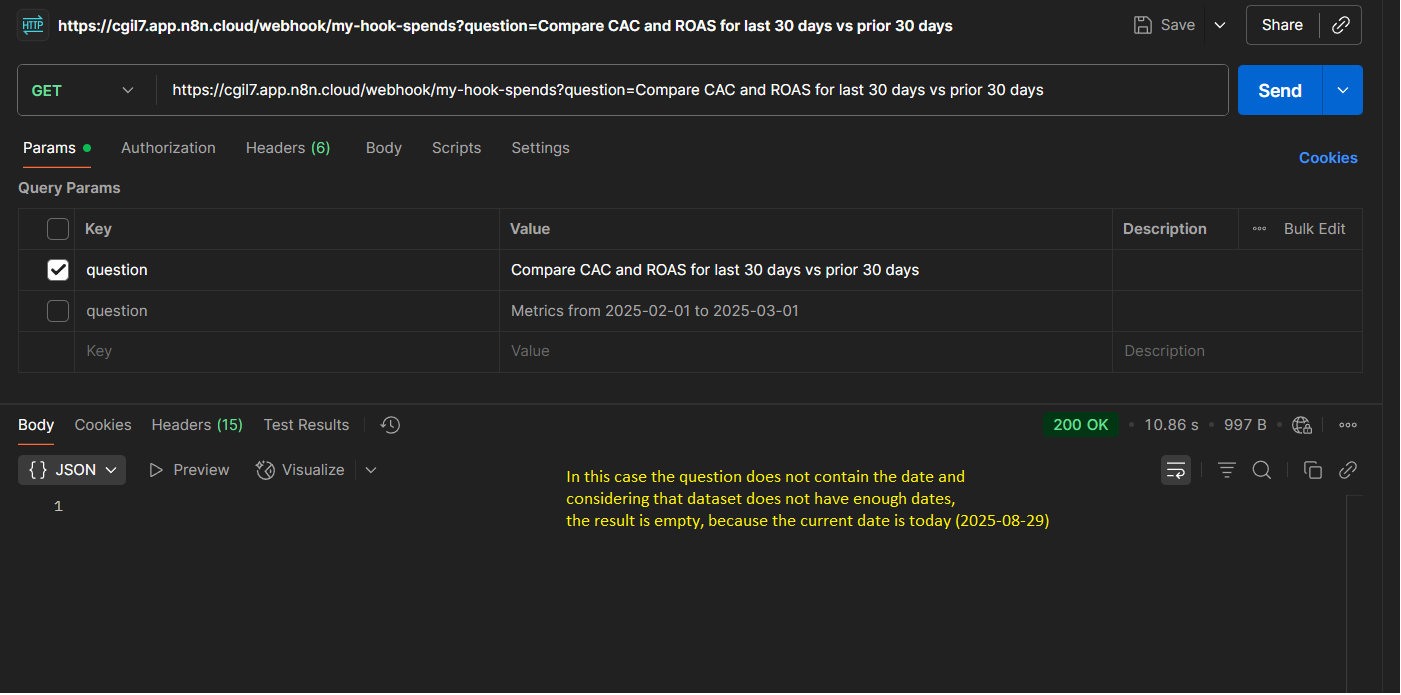 HTTP https://cgil7.app.n8n.cloud/webhook/my-hook-spends?question=Compare CAC and ROAS for last 30 days vs prior 30 days Save Share
GET https://cgil7.app.n8n.cloud/webhook/my-hook-spends?question=Compare CAC and ROAS for last 30 days vs prior 30 days Send
Params Authorization Headers (6) Body Scripts Settings Cookies
Query Params
Key Value Description Bulk Edit
question Compare CAC and ROAS for last 30 days vs prior 30 days
question Metrics from 2025-02-01 to 2025-03-01
Key Value Description
Body Cookies Headers (15) Test Results 200 OK 10.86 s 997 B
{} JSON Preview Visualize
1
In this case the question does not contain the date and
considering that dataset does not have enough dates,
the result is empty, because the current date is today (2025-08-29)